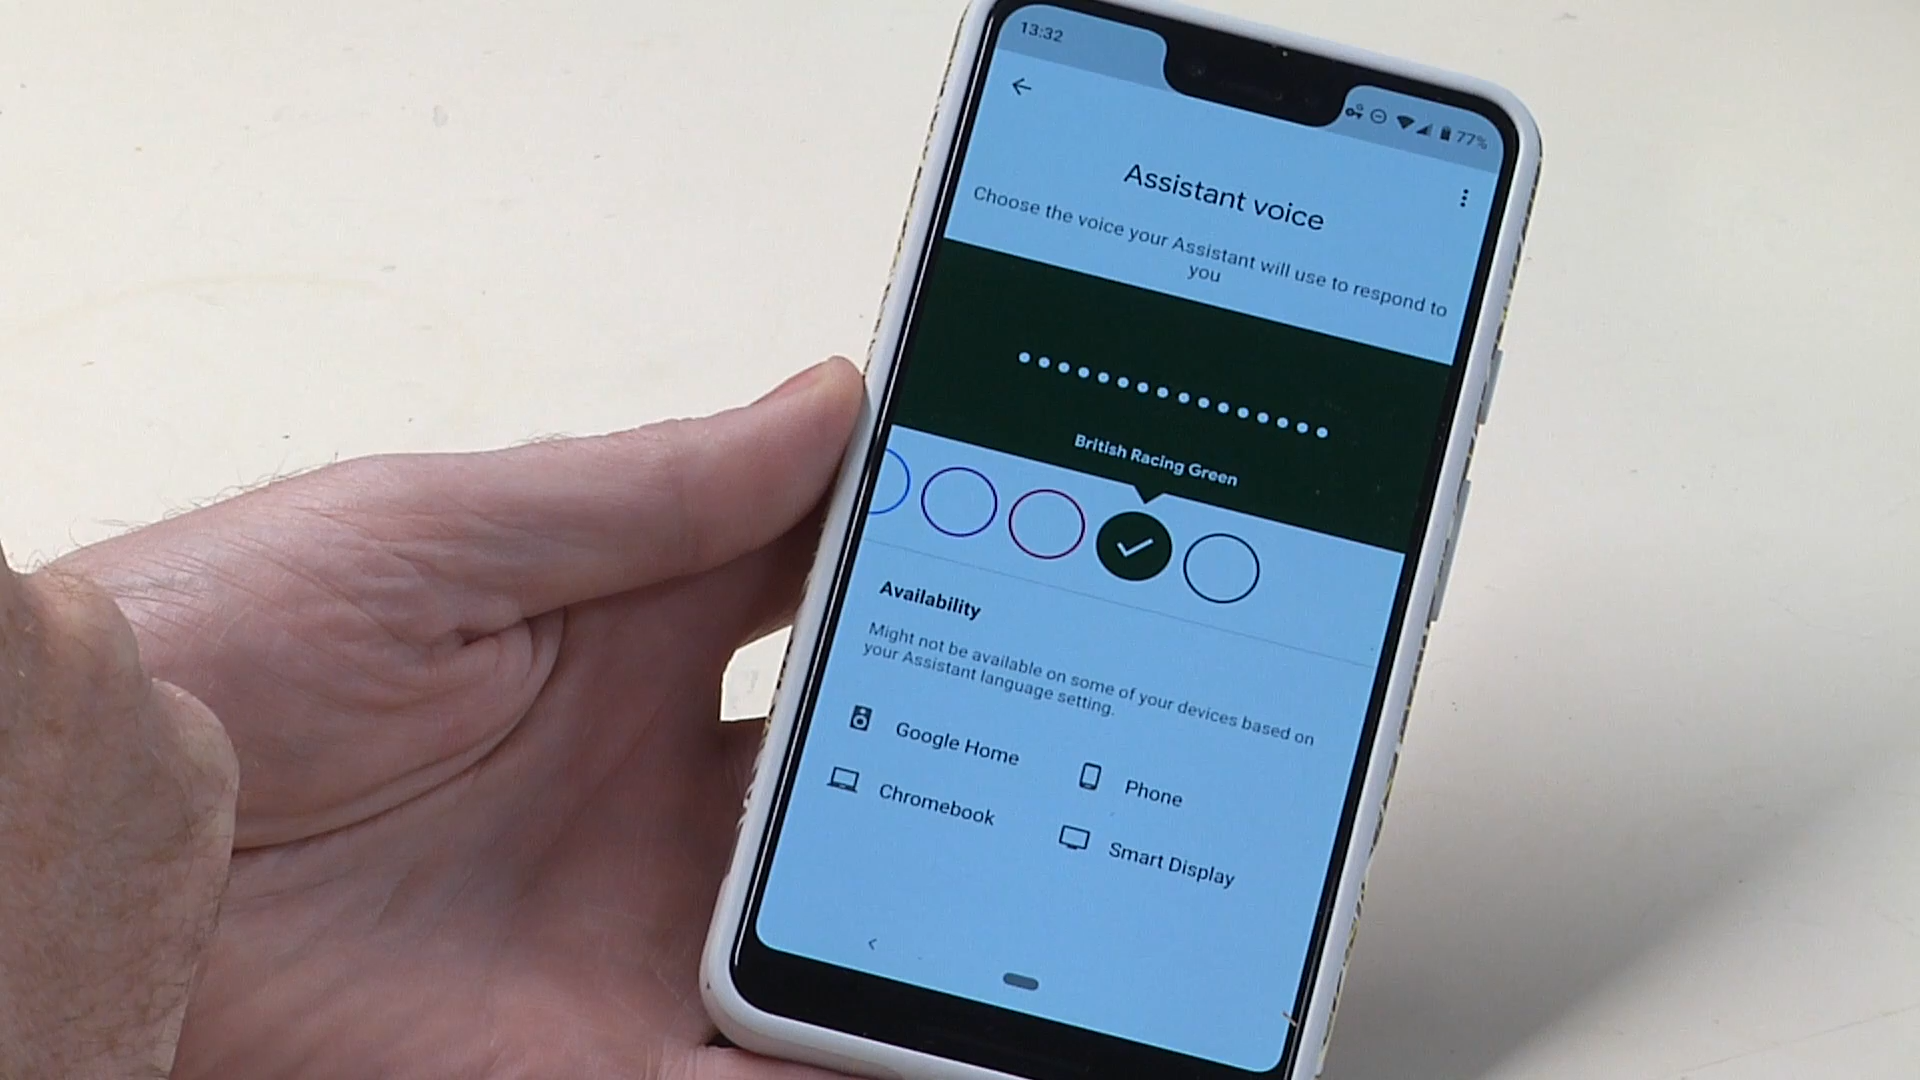 13:32
77%
Assistant voice
Choose the voice your Assistant will use to respond to
you
British Racing Green
Availability
Might not be available on some of your devices based on
your Assistant language setting.
Google Home
Phone
Chromebook
Smart Display